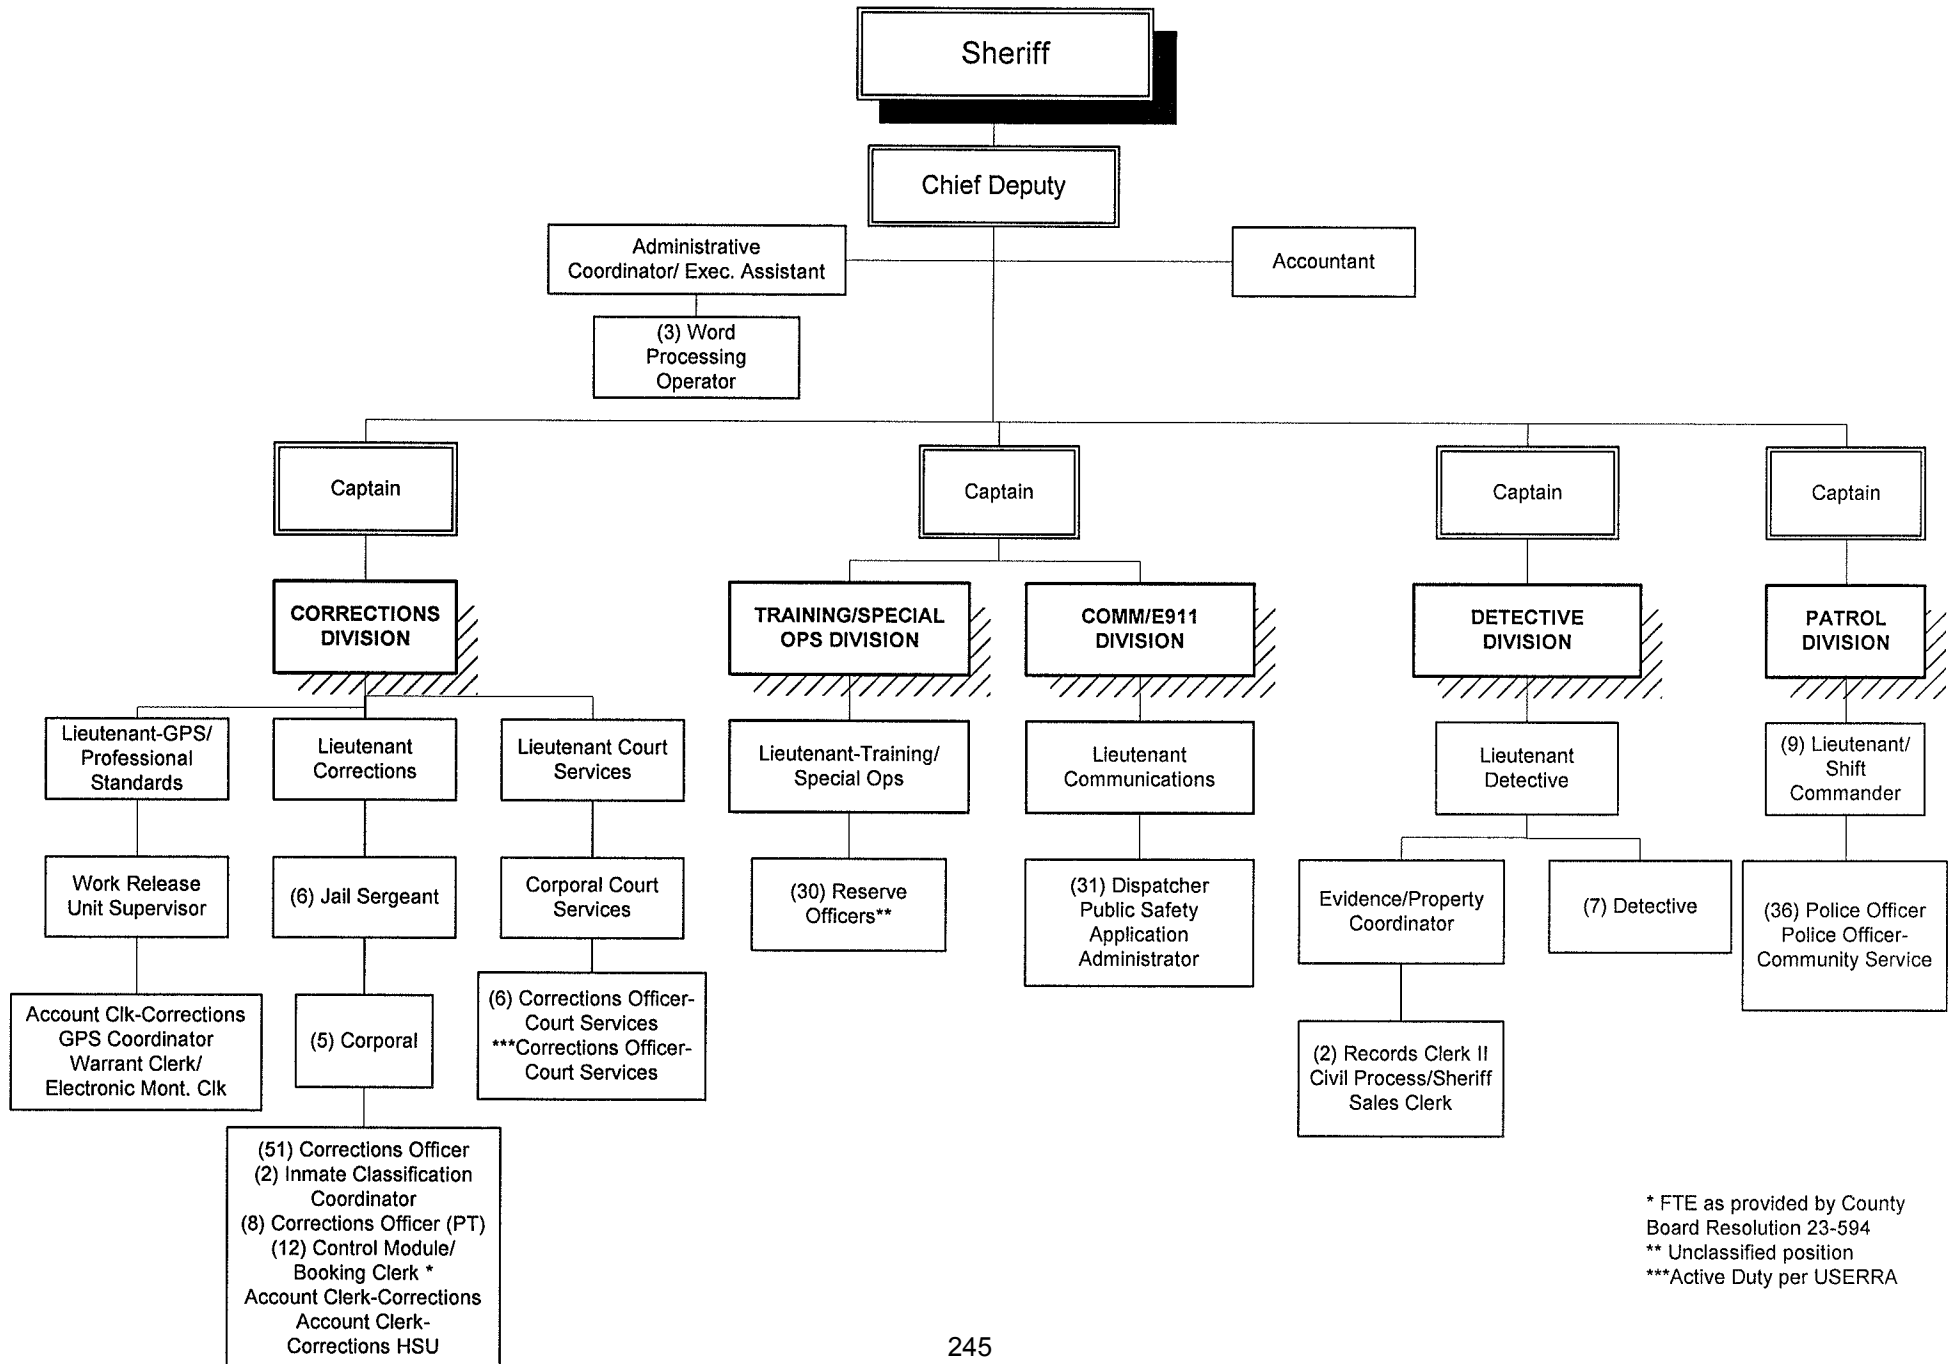 Sheriff
Chief Deputy
Administrative
Coordinator/ Exec. Assistant
Accountant
(3) Word
Processing
Operator
Captain
Captain
Captain
Captain
CORRECTIONS
DIVISION
TRAINING/SPECIAL
OPS DIVISION
COMM/E911
DIVISION
DETECTIVE
DIVISION
PATROL
DIVISION
Lieutenant-GPS/
Professional
Standards
Lieutenant
Corrections
Lieutenant Court
Services
Lieutenant-Training/
Special Ops
Lieutenant
Communications
Lieutenant
Detective
(9) Lieutenant/
Shift
Commander
Work Release
Unit Supervisor
(6) Jail Sergeant
Corporal Court
Services
(30) Reserve
Officers**
(31) Dispatcher
Public Safety
Application
Administrator
Evidence/Property
Coordinator
(7) Detective
(36) Police Officer
Police Officer-
Community Service
Account Clk-Corrections
GPS Coordinator
Warrant Clerk/
Electronic Mont. Clk
(5) Corporal
(6) Corrections Officer-
Court Services
***Corrections Officer-
Court Services
(2) Records Clerk II
Civil Process/Sheriff
Sales Clerk
(51) Corrections Officer
(2) Inmate Classification
Coordinator
(8) Corrections Officer (PT)
(12) Control Module/
Booking Clerk *
Account Clerk-Corrections
Account Clerk-
Corrections HSU
* FTE as provided by County
Board Resolution 23-594
** Unclassified position
***Active Duty per USERRA
245